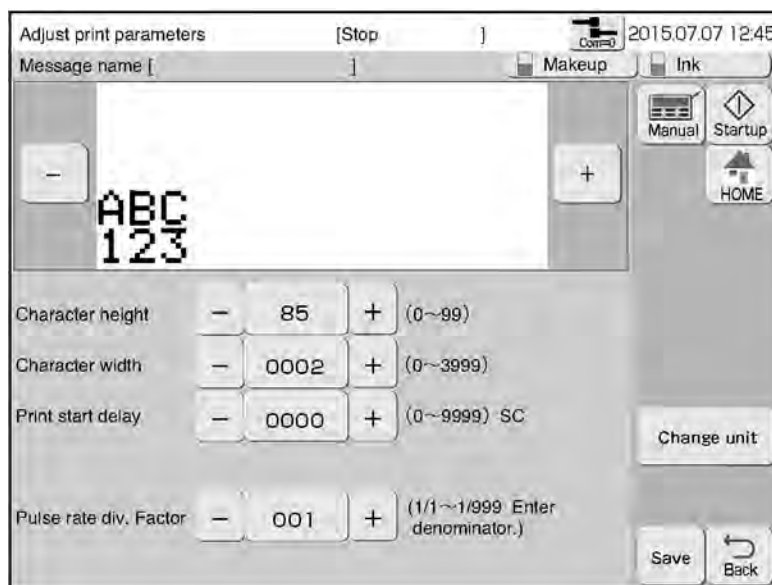 Adjust print parameters [Stop ] Com=0 2015.07.07 12:45
Message name [ ] Makeup Ink
Manual Startup
- +
HOME
ABC
123
Character height - 85 + (0~99)
Character width - 0002 + (0~3999)
Print start delay - 0000 + (0~9999) SC
Change unit
Pulse rate div. Factor - 001 + (1/1~1/999 Enter
denominator.)
Save Back